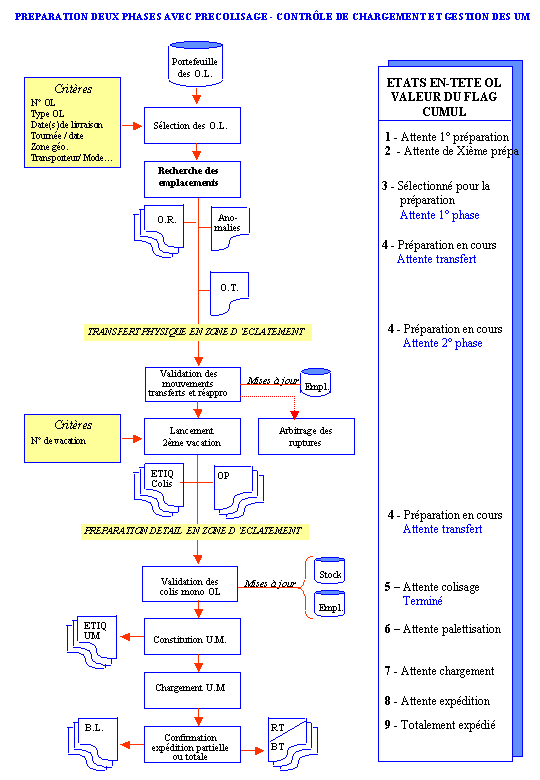 PREPARATION DEUX PHASES AVEC PRECOLISAGE - CONTRÔLE DE CHARGEMENT ET GESTION DES UM
Portefeuille
des O.L.
Critères
N° OL
Type OL
Date(s)de livraison
Tournée / date
Zone géo.
Transporteur/ Mode…
Sélection des O.L.
Recherche des
emplacements
O.R.
Ano-
malies
O.T.
TRANSFERT PHYSIQUE EN ZONE D 'ECLATEMENT
Validation des
mouvements
transferts et réappro
Mises à jour
Empl.
Critères
N° de vacation
Lancement
2ème vacation
Arbitrage des
ruptures
ETIQ
Colis
OP
PREPARATION DETAIL EN ZONE D 'ECLATEMENT
Validation des
colis mono OL
Mises à jour
Stock
Empl.
ETIQ
UM
Constitution U.M.
Chargement U.M
B.L.
Confirmation
expédition partielle
ou totale
RT
BT
ETATS EN-TETE OL
VALEUR DU FLAG
CUMUL
1 - Attente 1° préparation
2 - Attente de Xième prépa
3 - Sélectionné pour la
préparation
Attente 1° phase
4 - Préparation en cours
Attente transfert
4 - Préparation en cours
Attente 2° phase
4 - Préparation en cours
Attente transfert
5 – Attente colisage
Terminé
6 – Attente palettisation
7 - Attente chargement
8 - Attente expédition
9 - Totalement expédié